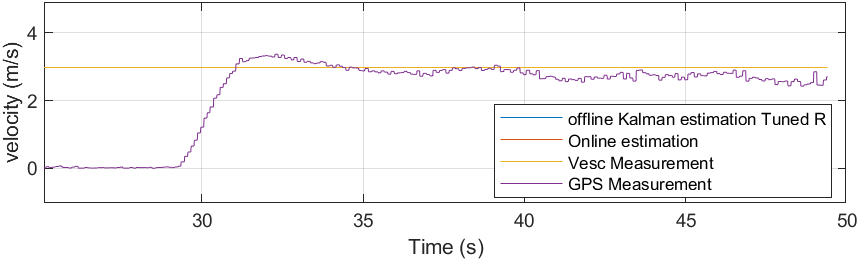 4
2
0
velocity (m/s)
offline Kalman estimation Tuned R
Online estimation
Vesc Measurement
GPS Measurement
30 35 40 45 50
Time (s)